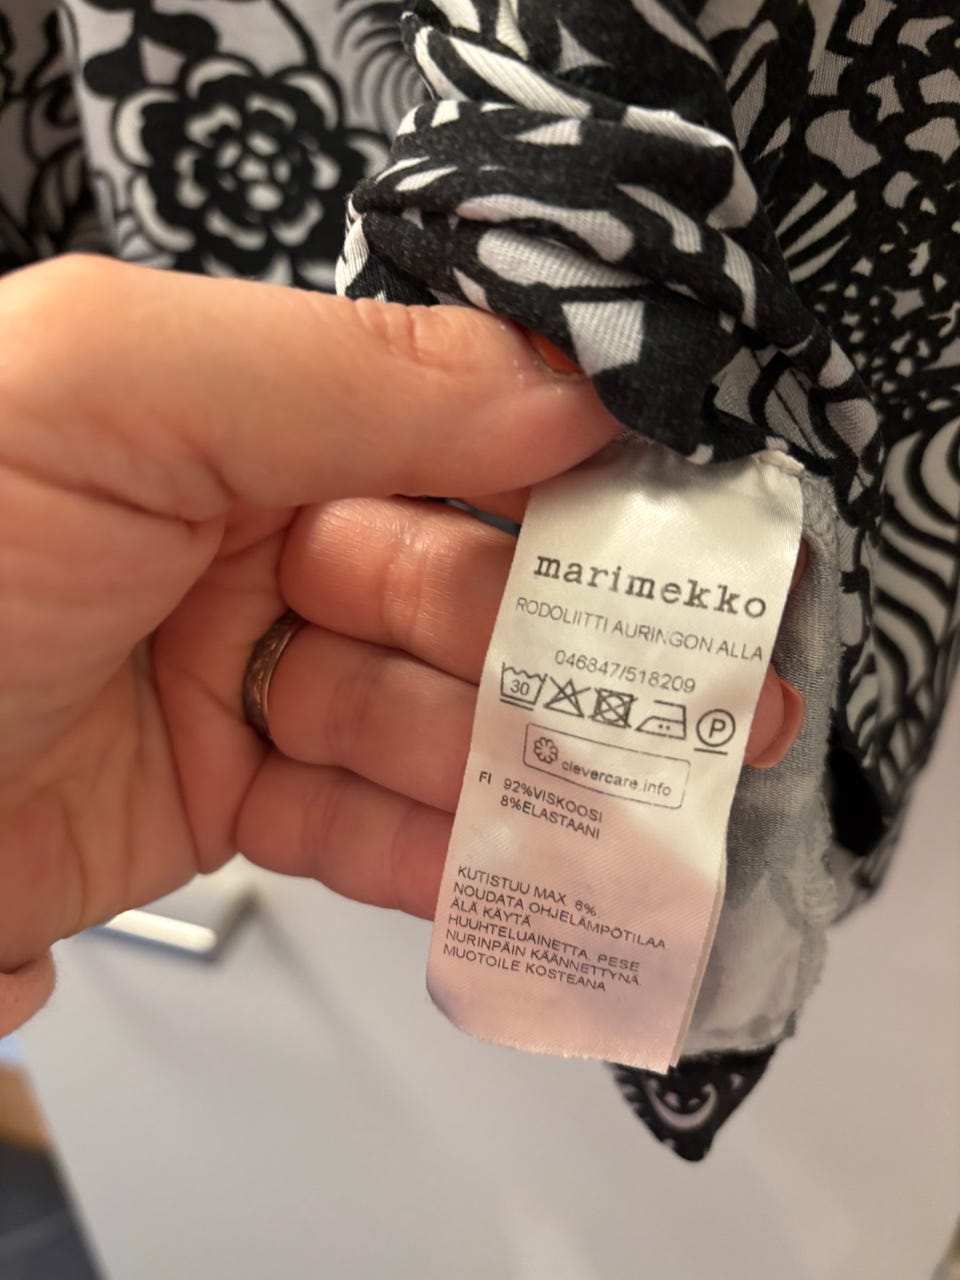 marimekko
RODOLIITTI AURINGON ALLA
046847/518209
30
P
clevercare.info
FI 92%VISKOOSI
8%ELASTAANI
KUTISTUU MAX. 6%.
NOUDATA OHJELÄMPÖTILAA
ÄLÄ KÄYTÄ
HUUHTELUAINETTA. PESE
NURINPÄIN KÄÄNNETTYNÄ.
MUOTOILE KOSTEANA